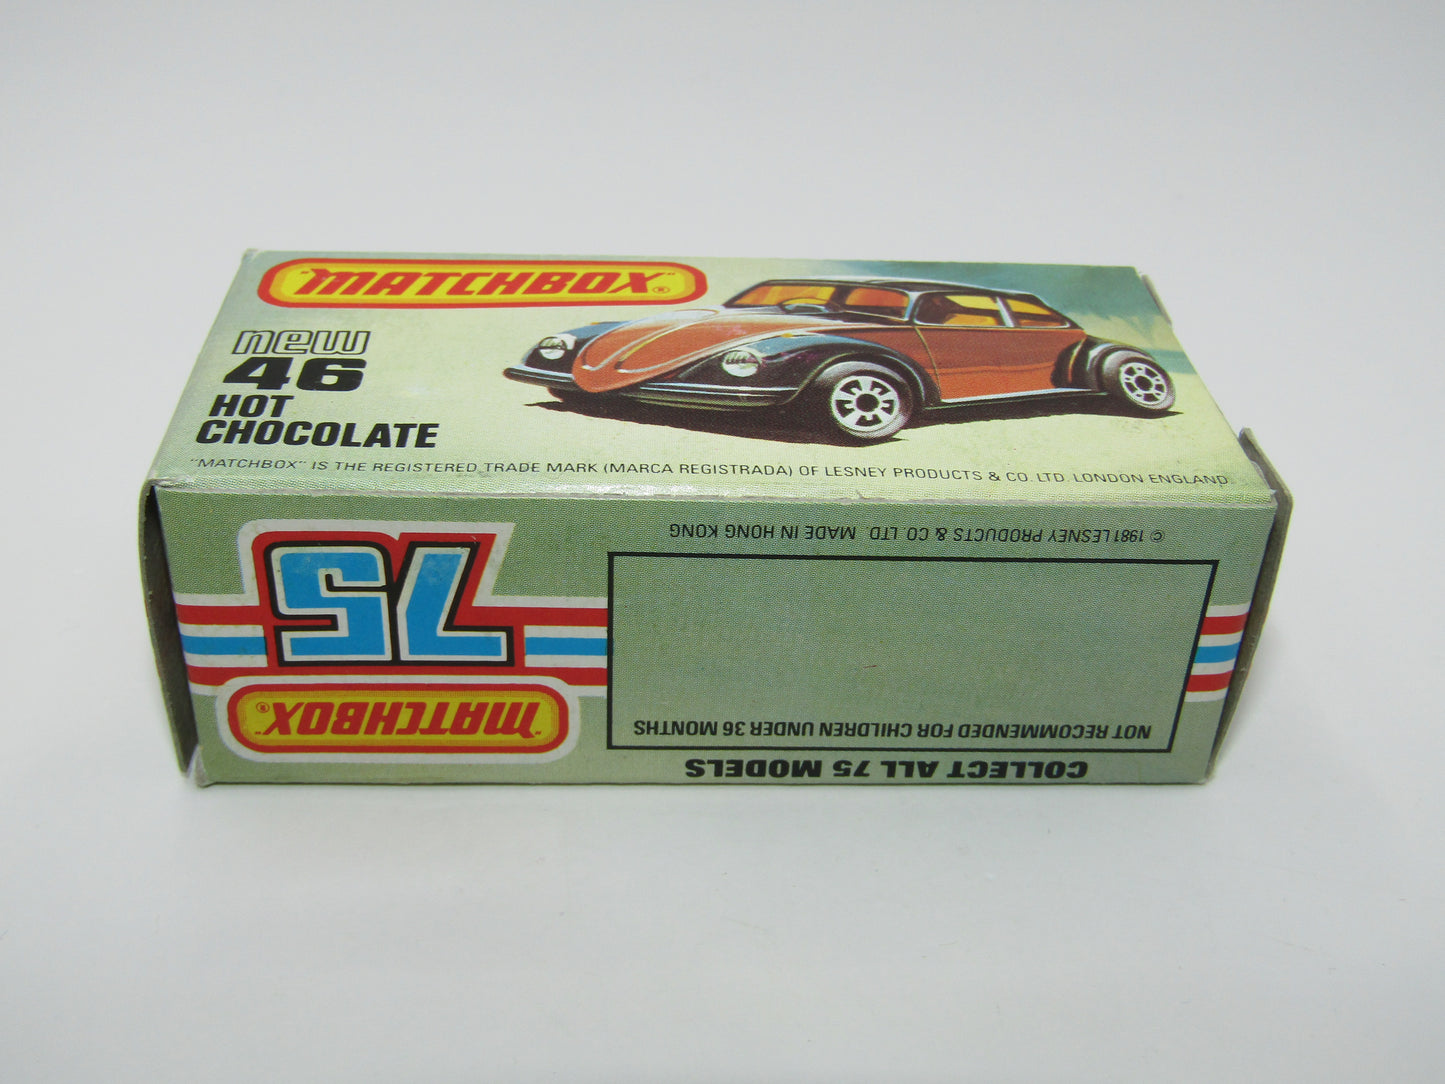 "MATCHBOX"®
new
46
HOT
CHOCOLATE
"MATCHBOX" IS THE REGISTERED TRADE MARK (MARCA REGISTRADA) OF LESNEY PRODUCTS & CO. LTD. LONDON ENGLAND.
COLLECT ALL 75 MODELS
NOT RECOMMENDED FOR CHILDREN UNDER 36 MONTHS
© 1981 LESNEY PRODUCTS & CO. LTD. MADE IN HONG KONG
"MATCHBOX"®
75